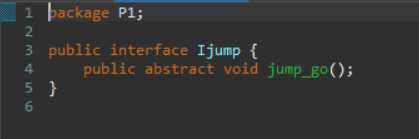 1 package P1;
2
3 public interface Ijump {
4     public abstract void jump_go();
5 }
6